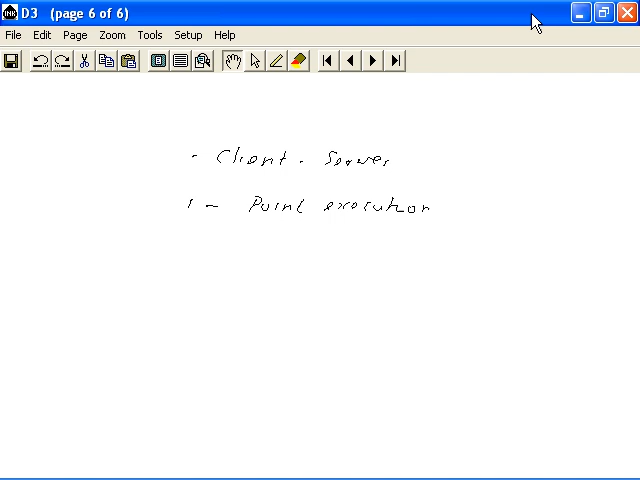 D3 (page 6 of 6)
File Edit Page Zoom Tools Setup Help
- Client - Server
1 - Point execution